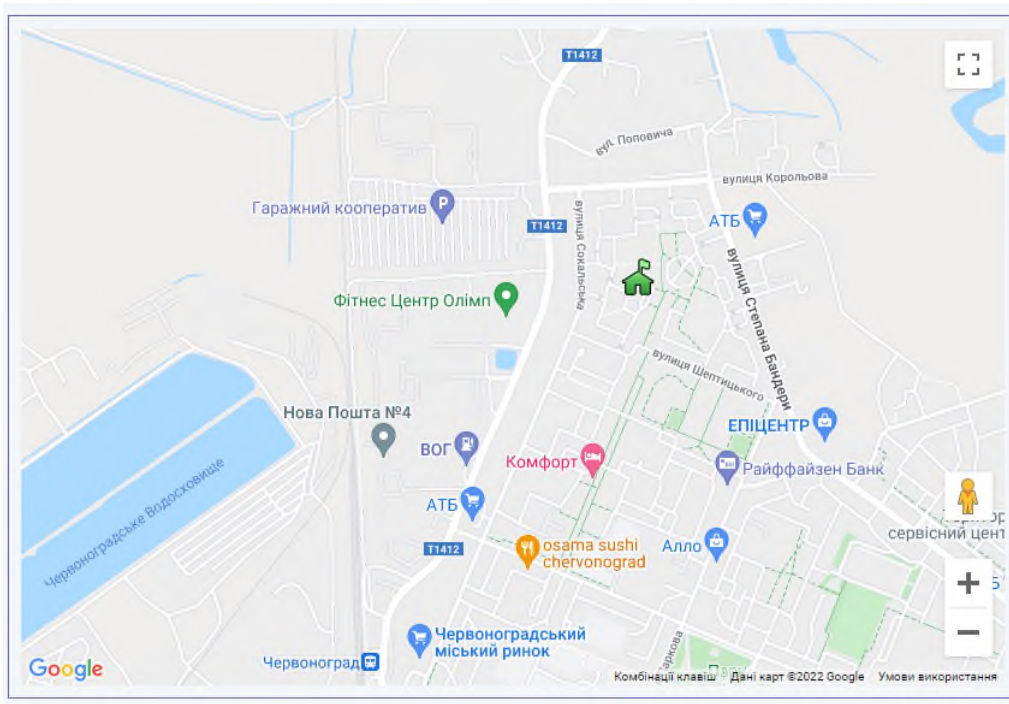 T1412
вул. Поповича
вулиця Корольова
Гаражний кооператив
P
АТБ
T1412
вулиця Сокальська
вулиця Степана Бандери
Фітнес Центр Олімп
вулиця Шептицького
Нова Пошта №4
ЕПІЦЕНТР
ВОГ
Комфорт
Райффайзен Банк
Червоноградське Водосховище
АТБ
сервісний цент
T1412
osama sushi
chervonograd
Алло
Червоноградський
міський ринок
Червоноград
Google
Комбінації клавіш
Дані карт ©2022 Google
Умови використання